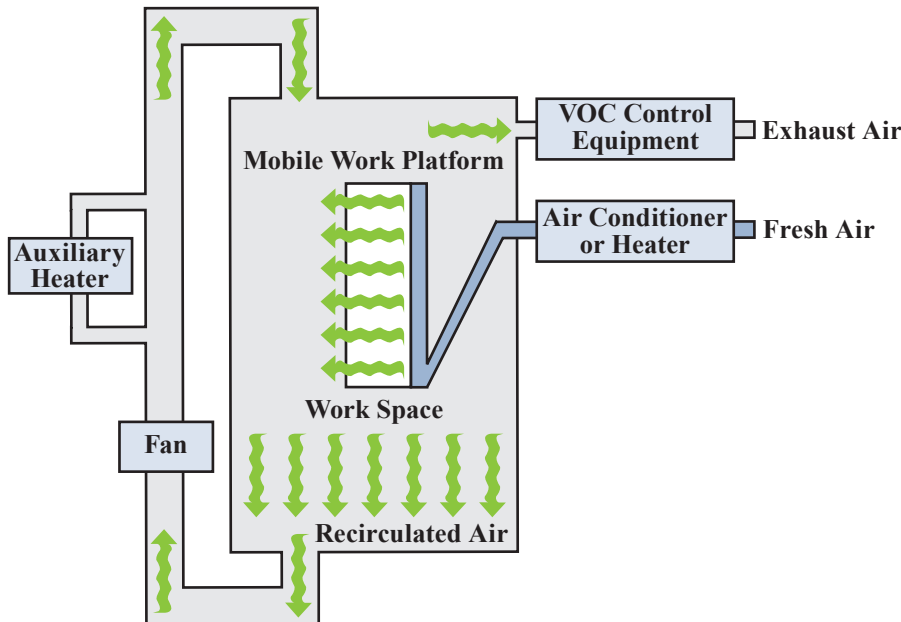 VOC Control
Equipment
Exhaust Air
Mobile Work Platform
Air Conditioner
or Heater
Fresh Air
Auxiliary
Heater
Work Space
Fan
Recirculated Air